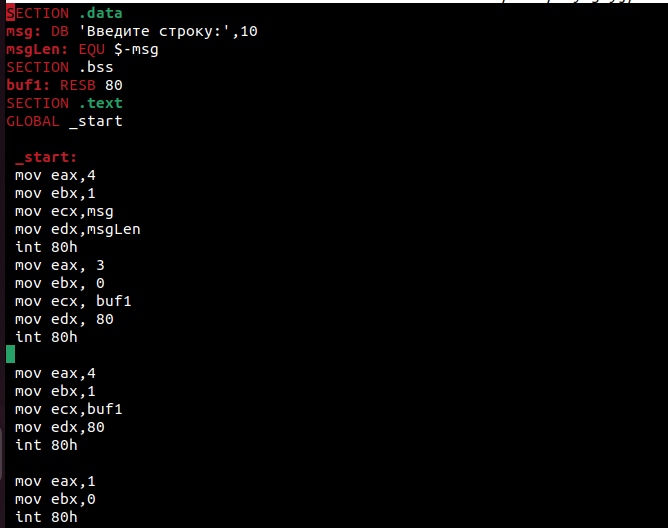 SECTION .data
msg: DB 'Введите строку:',10
msgLen: EQU $-msg
SECTION .bss
buf1: RESB 80
SECTION .text
GLOBAL _start
_start:
mov eax,4
mov ebx,1
mov ecx,msg
mov edx,msgLen
int 80h
mov eax, 3
mov ebx, 0
mov ecx, buf1
mov edx, 80
int 80h
mov eax,4
mov ebx,1
mov ecx,buf1
mov edx,80
int 80h
mov eax,1
mov ebx,0
int 80h